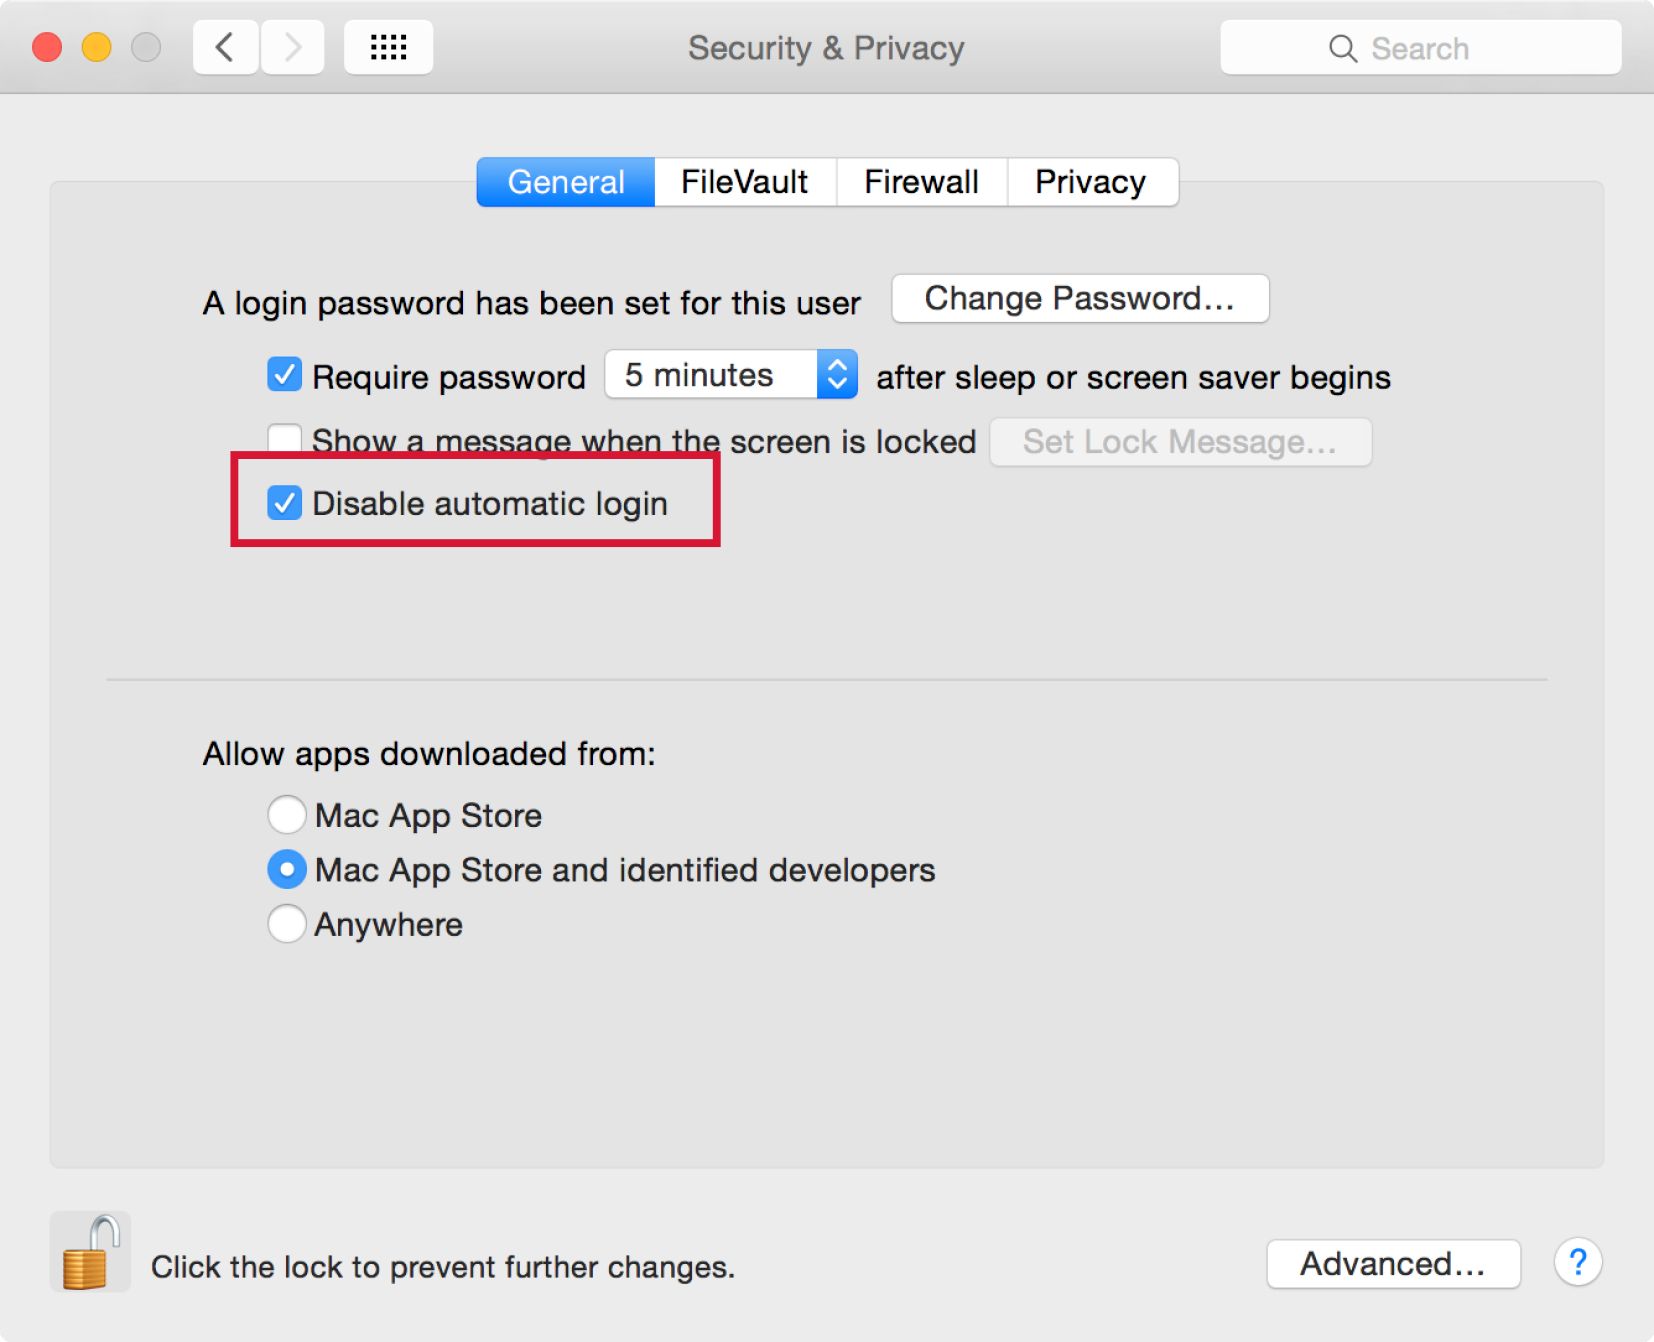 Security & Privacy
Search
General FileVault Firewall Privacy
A login password has been set for this user Change Password...
Require password 5 minutes after sleep or screen saver begins
Show a message when the screen is locked Set Lock Message...
Disable automatic login
Allow apps downloaded from:
Mac App Store
Mac App Store and identified developers
Anywhere
Click the lock to prevent further changes. Advanced... ?